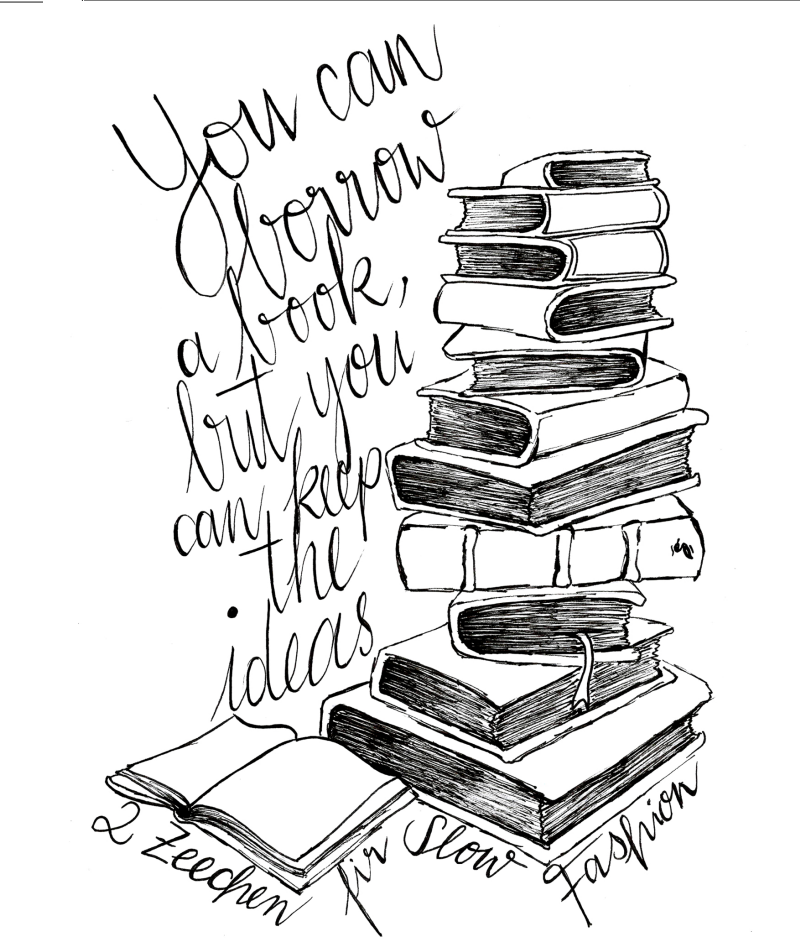 You can
borrow
a book,
but you
can keep
the
ideas
2 Zeechen fir Slow Fashion